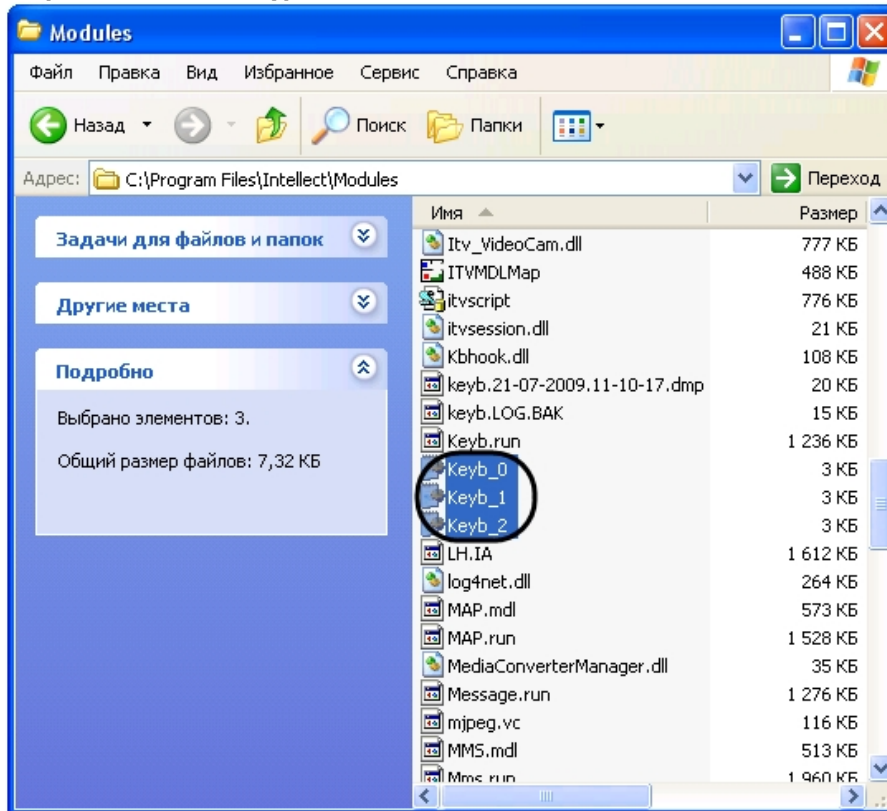 Modules
Файл Правка Вид Избранное Сервис Справка
Назад Поиск Папки
Адрес: C:\Program Files\Intellect\Modules Переход
Задачи для файлов и папок
Другие места
Подробно
Выбрано элементов: 3.
Общий размер файлов: 7,32 КБ
Имя Размер
Itv_VideoCam.dll 777 КБ
ITVMDLMap 488 КБ
itvscript 776 КБ
itvsession.dll 21 КБ
Kbhook.dll 108 КБ
keyb.21-07-2009.11-10-17.dmp 20 КБ
keyb.LOG.BAK 15 КБ
Keyb.run 1 236 КБ
Keyb_0 3 КБ
Keyb_1 3 КБ
Keyb_2 3 КБ
LH.IA 1 612 КБ
log4net.dll 264 КБ
MAP.mdl 573 КБ
MAP.run 1 528 КБ
MediaConverterManager.dll 35 КБ
Message.run 1 276 КБ
mjpeg.vc 116 КБ
MMS.mdl 513 КБ
Mms.run 1 960 КБ